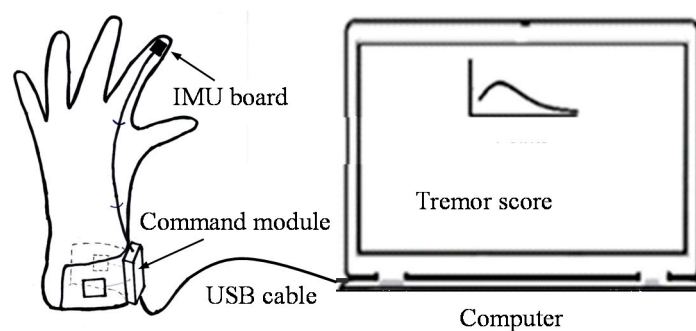 IMU board
Command module
Tremor score
USB cable
Computer